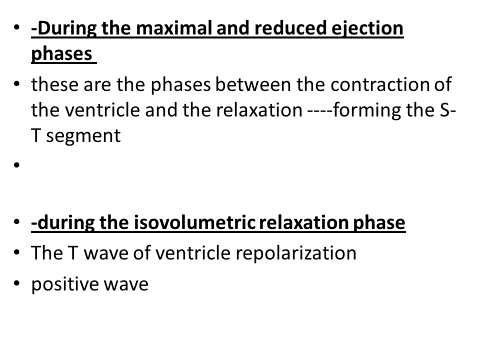 • -During the maximal and reduced ejection
phases
• these are the phases between the contraction of
the ventricle and the relaxation ----forming the S-
T segment
•
• -during the isovolumetric relaxation phase
• The T wave of ventricle repolarization
• positive wave